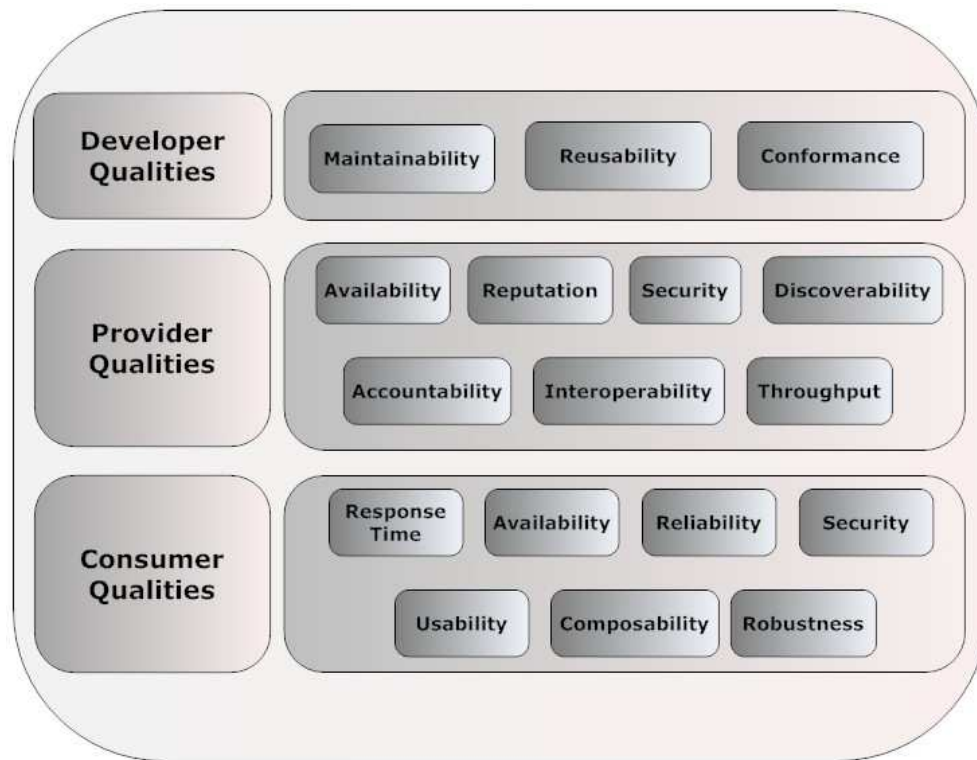 Developer
Qualities
Maintainability
Reusability
Conformance
Provider
Qualities
Availability
Reputation
Security
Discoverability
Accountability
Interoperability
Throughput
Consumer
Qualities
Response
Time
Availability
Reliability
Security
Usability
Composability
Robustness